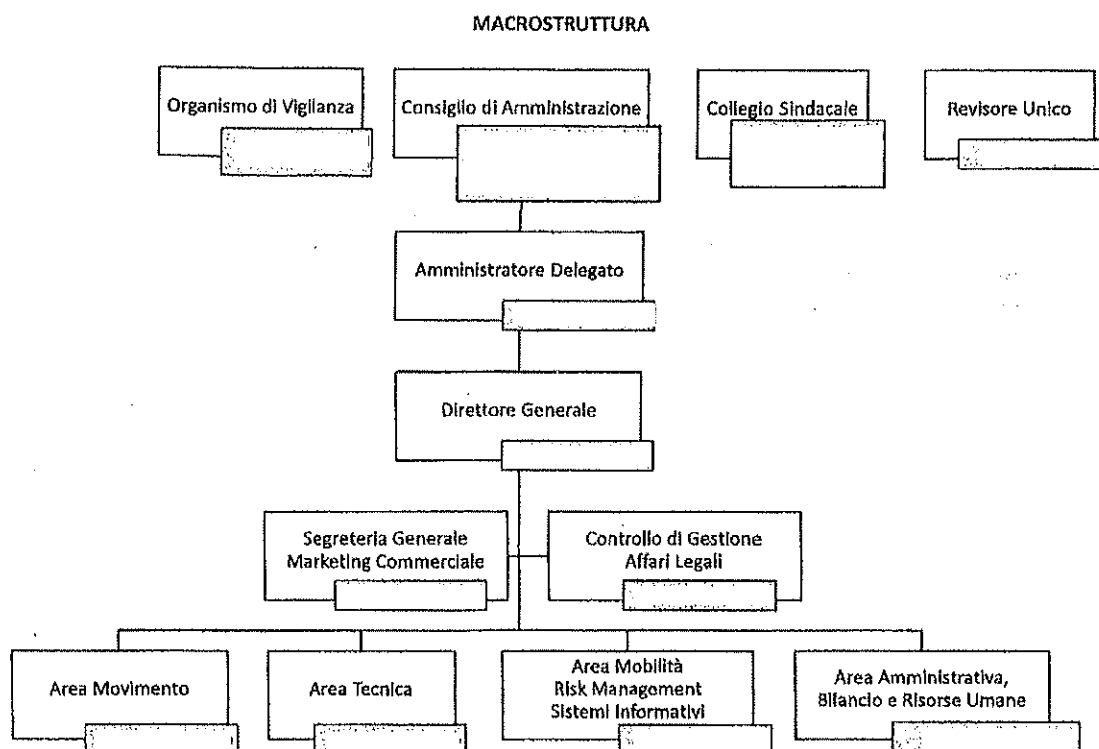 MACROSTRUTTURA
Organismo di Vigilanza
Consiglio di Amministrazione
Collegio Sindacale
Revisore Unico
Amministratore Delegato
Direttore Generale
Segreteria Generale
Marketing Commerciale
Controllo di Gestione
Affari Legali
Area Movimento
Area Tecnica
Area Mobilità
Risk Management
Sistemi Informativi
Area Amministrativa,
Bilancio e Risorse Umane